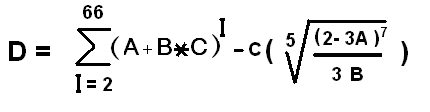 66
D = ∑ (A+B*C)^I - c( ⁵√((2-3A)⁷ / 3 B) )
I = 2